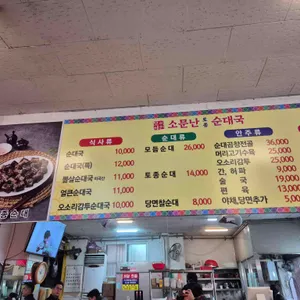 소문난 토종 순대국
식사류
순대국 10,000
순대국(특) 12,000
찹쌀순대국 11,000
얼큰순대국 11,000
오소리감투순대국 10,000
순대류
모듬순대 26,000
토종순대 14,000
당면찰순대 8,000
안주류
순대곱창전골 36,000
머리고기수육 25,000
오소리감투 25,000
간, 허파 9,000
술국 19,000
편육 13,000
야채,당면추가 5,000